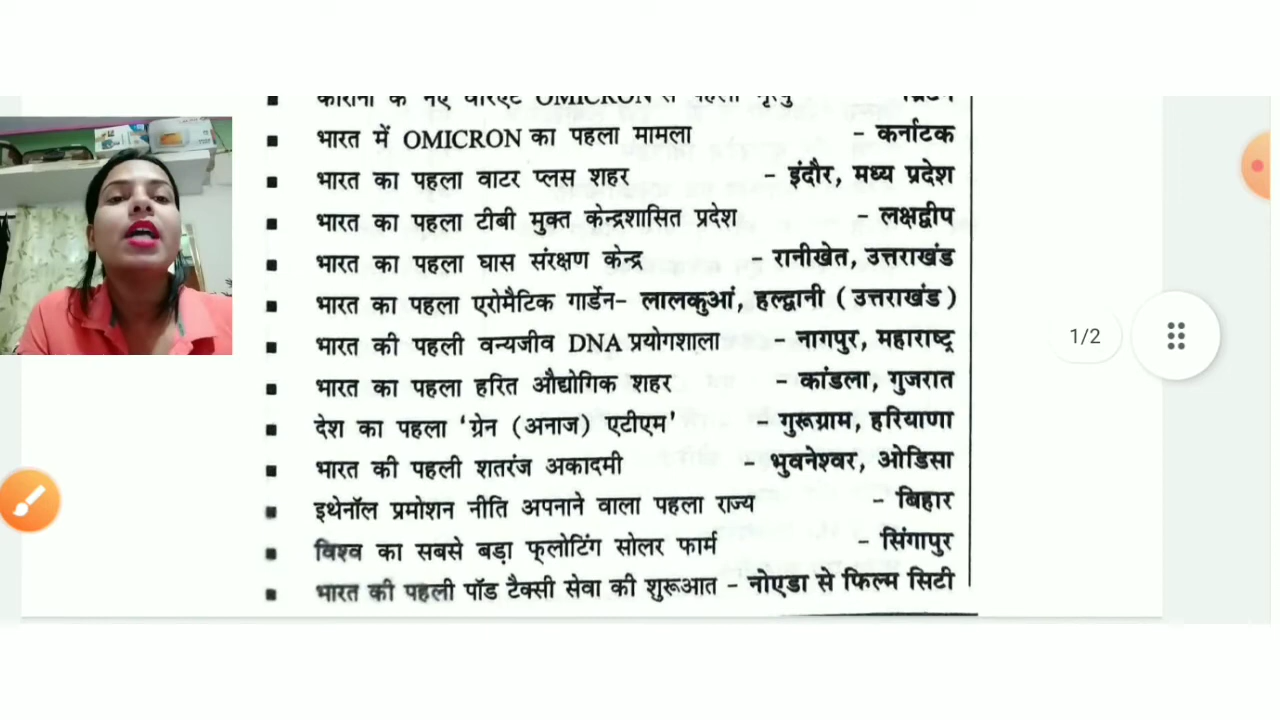 कोरोना के नए वेरिएंट OMICRON से पहली मृत्यु - ब्रिटेन
भारत में OMICRON का पहला मामला - कर्नाटक
भारत का पहला वाटर प्लस शहर - इंदौर, मध्य प्रदेश
भारत का पहला टीबी मुक्त केन्द्रशासित प्रदेश - लक्षद्वीप
भारत का पहला घास संरक्षण केन्द्र - रानीखेत, उत्तराखंड
भारत का पहला एरोमैटिक गार्डेन- लालकुआं, हल्द्वानी (उत्तराखंड)
भारत की पहली वन्यजीव DNA प्रयोगशाला - नागपुर, महाराष्ट्र
भारत का पहला हरित औद्योगिक शहर - कांडला, गुजरात
देश का पहला 'ग्रेन (अनाज) एटीएम' - गुरूग्राम, हरियाणा
भारत की पहली शतरंज अकादमी - भुवनेश्वर, ओडिसा
इथेनॉल प्रमोशन नीति अपनाने वाला पहला राज्य - बिहार
विश्व का सबसे बड़ा फ्लोटिंग सोलर फार्म - सिंगापुर
भारत की पहली पॉड टैक्सी सेवा की शुरूआत - नोएडा से फिल्म सिटी
1/2